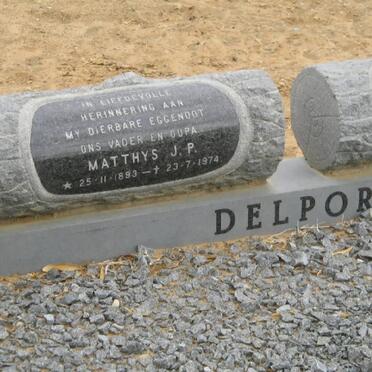 IN LIEFDEVOLLE
HERINNERING AAN
MY DIERBARE EGGENOOT
ONS VADER EN OUPA
MATTHYS J.P.
* 25-11-1893 – † 23-7-1974
DELPOR